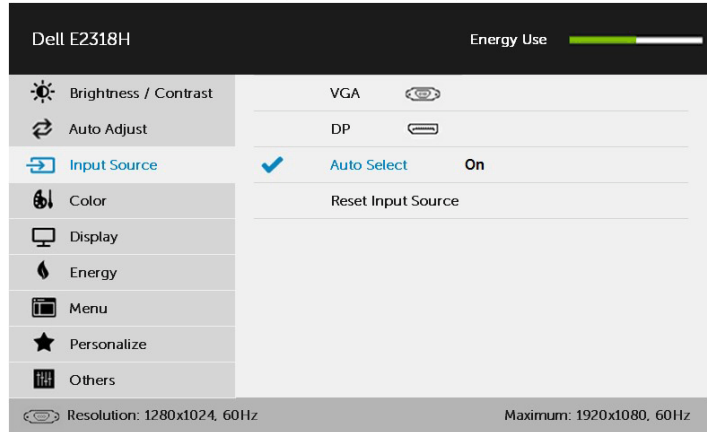 Dell E2318H
Energy Use
Brightness / Contrast
Auto Adjust
Input Source
Color
Display
Energy
Menu
Personalize
Others
VGA
DP
Auto Select On
Reset Input Source
Resolution: 1280x1024, 60Hz
Maximum: 1920x1080, 60Hz